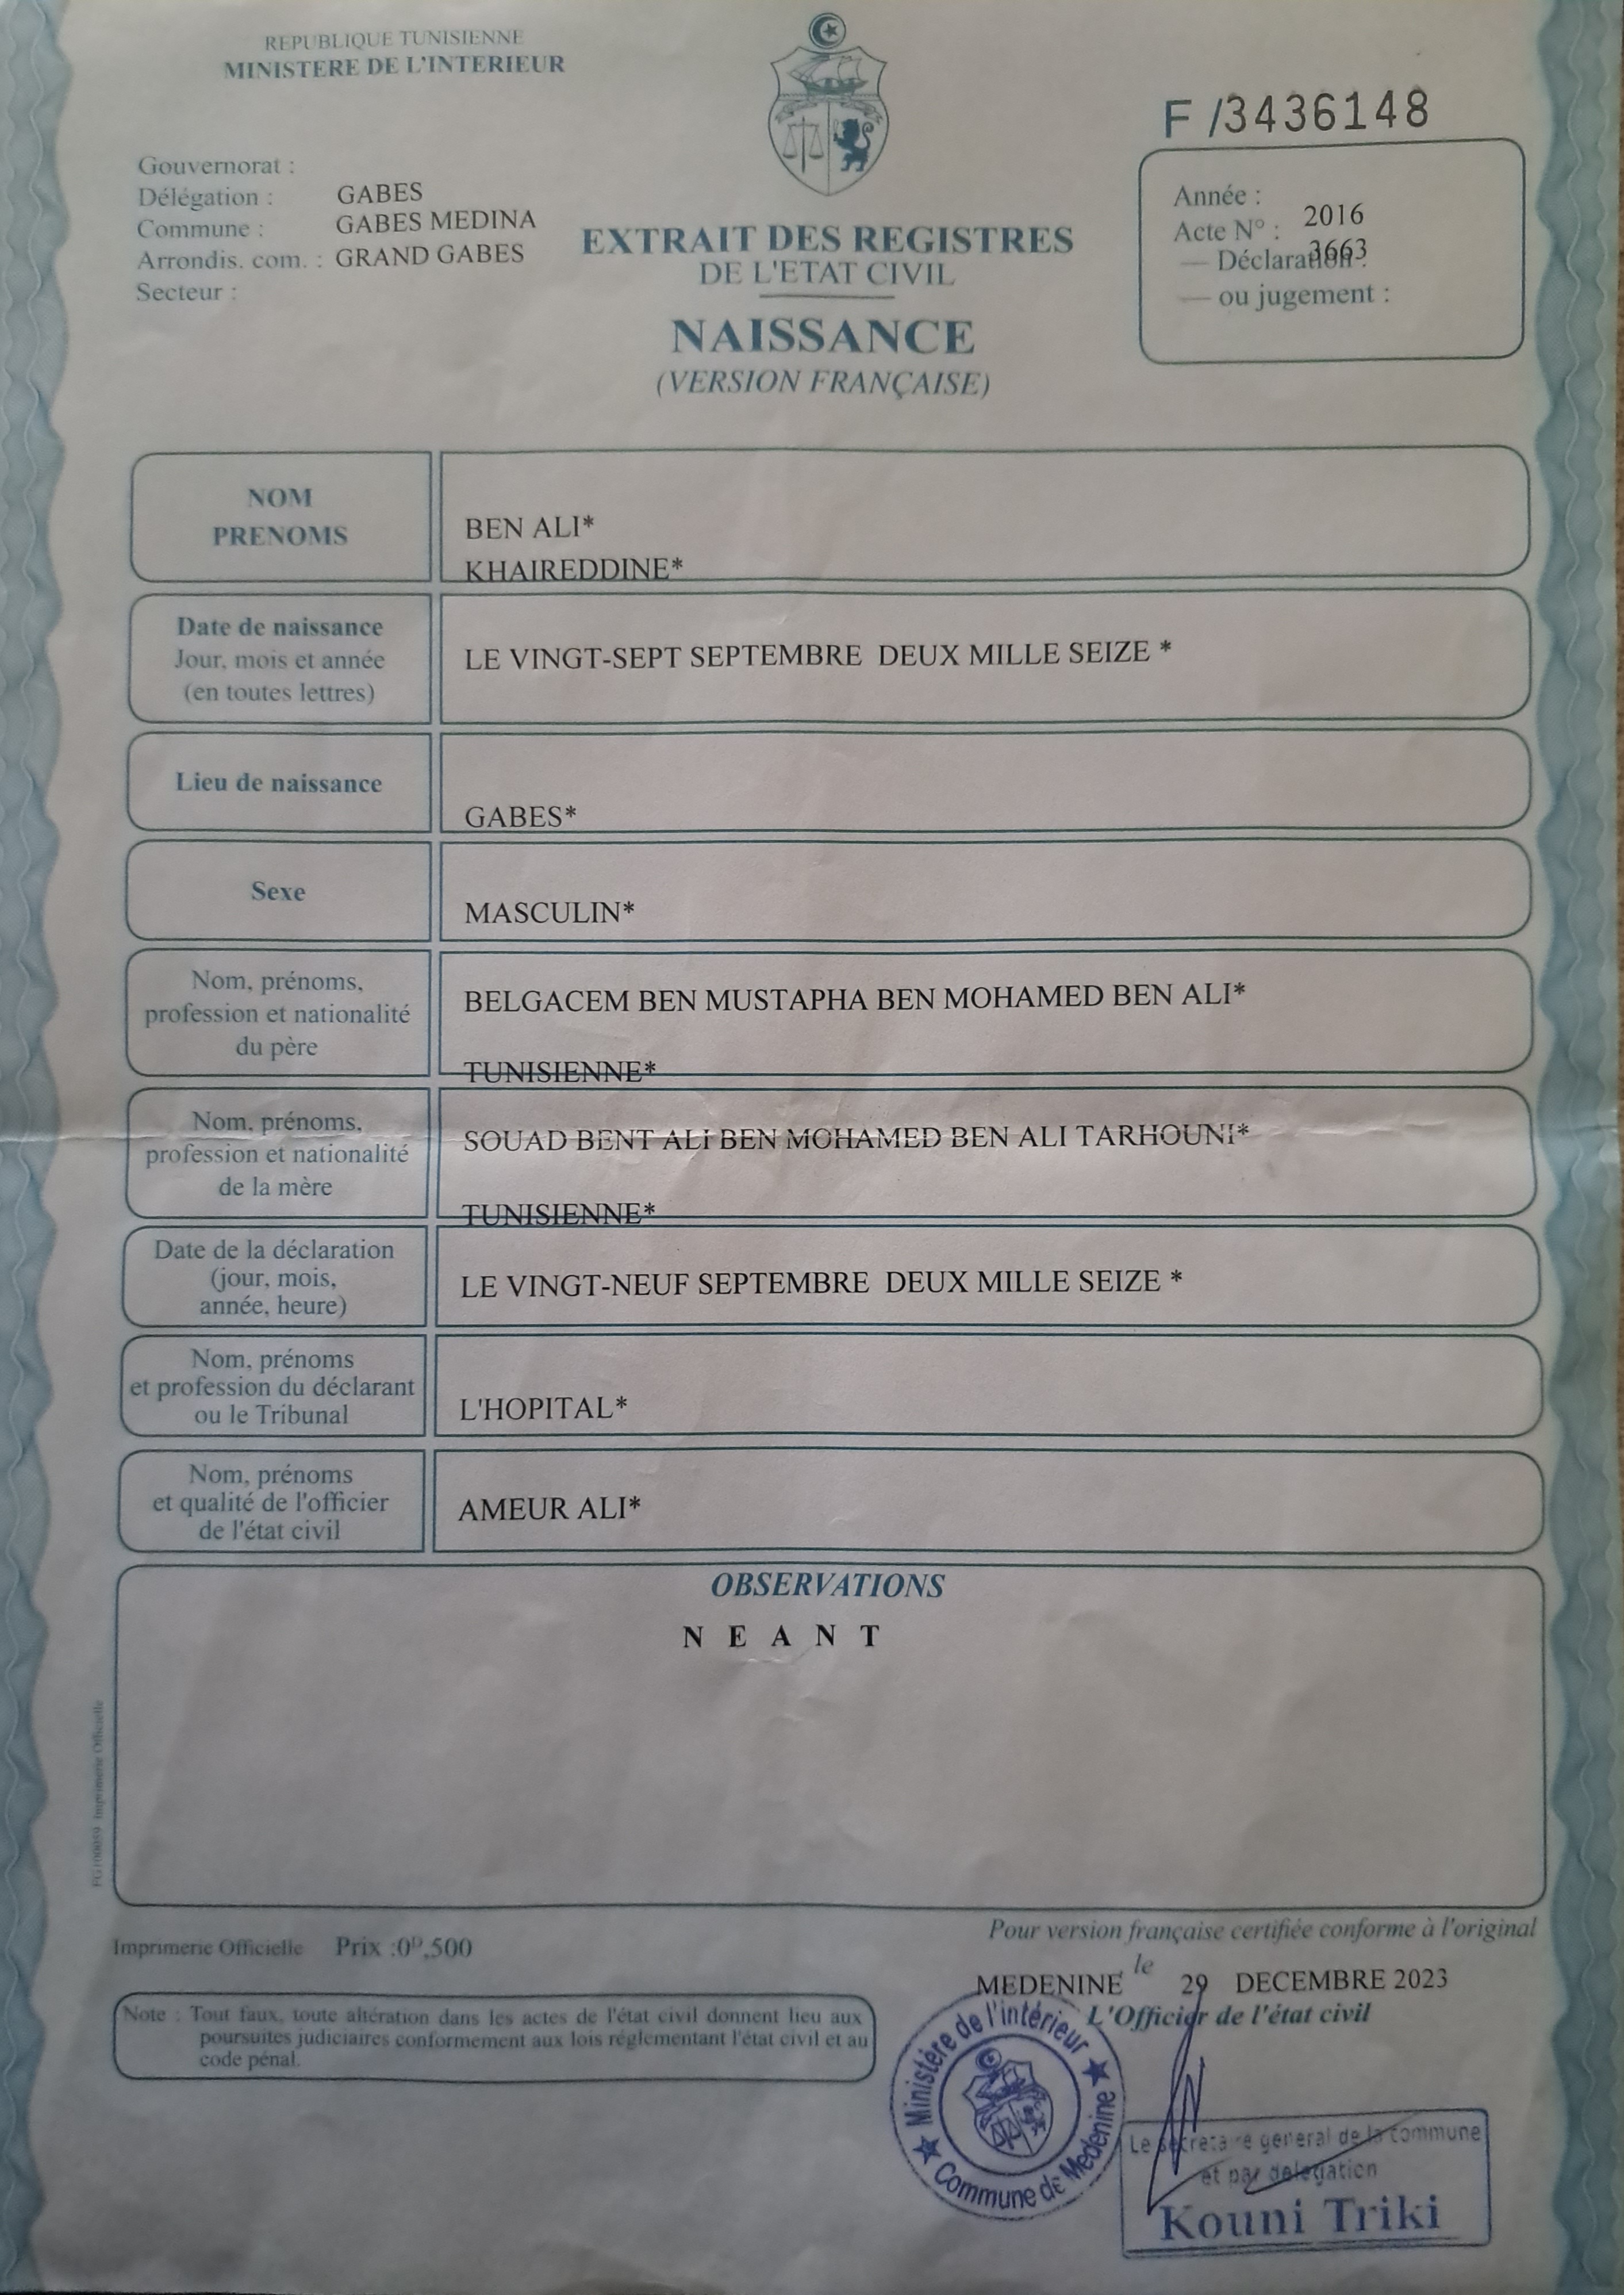 REPUBLIQUE TUNISIENNE
MINISTERE DE L'INTERIEUR
F /3436148
Gouvernorat :
Délégation : GABES
Commune : GABES MEDINA
Arrondis. com. : GRAND GABES
Secteur :
EXTRAIT DES REGISTRES
DE L'ETAT CIVIL
NAISSANCE
(VERSION FRANÇAISE)
Année :
Acte N° : 2016
— Déclaration : 3663
— ou jugement :
NOM
PRENOMS
BEN ALI*
KHAIREDDINE*
Date de naissance
Jour, mois et année
(en toutes lettres)
LE VINGT-SEPT SEPTEMBRE DEUX MILLE SEIZE *
Lieu de naissance
GABES*
Sexe
MASCULIN*
Nom, prénoms,
profession et nationalité
du père
BELGACEM BEN MUSTAPHA BEN MOHAMED BEN ALI*
TUNISIENNE*
Nom, prénoms,
profession et nationalité
de la mère
SOUAD BENT ALI BEN MOHAMED BEN ALI TARHOUNI*
TUNISIENNE*
Date de la déclaration
(jour, mois,
année, heure)
LE VINGT-NEUF SEPTEMBRE DEUX MILLE SEIZE *
Nom, prénoms
et profession du déclarant
ou le Tribunal
L'HOPITAL*
Nom, prénoms
et qualité de l'officier
de l'état civil
AMEUR ALI*
OBSERVATIONS
N E A N T
Imprimerie Officielle
Imprimerie Officielle Prix :0ᴰ,500
Pour version française certifiée conforme à l'original
MEDENINE le 29 DECEMBRE 2023
L'Officier de l'état civil
Note : Tout faux, toute altération dans les actes de l'état civil donnent lieu aux
poursuites judiciaires conformement aux lois réglementant l'état civil et au
code pénal.
Ministère de l'intérieur
Commune de Medenine
Le secretaire general de la commune
et par delegation
Kouni Triki